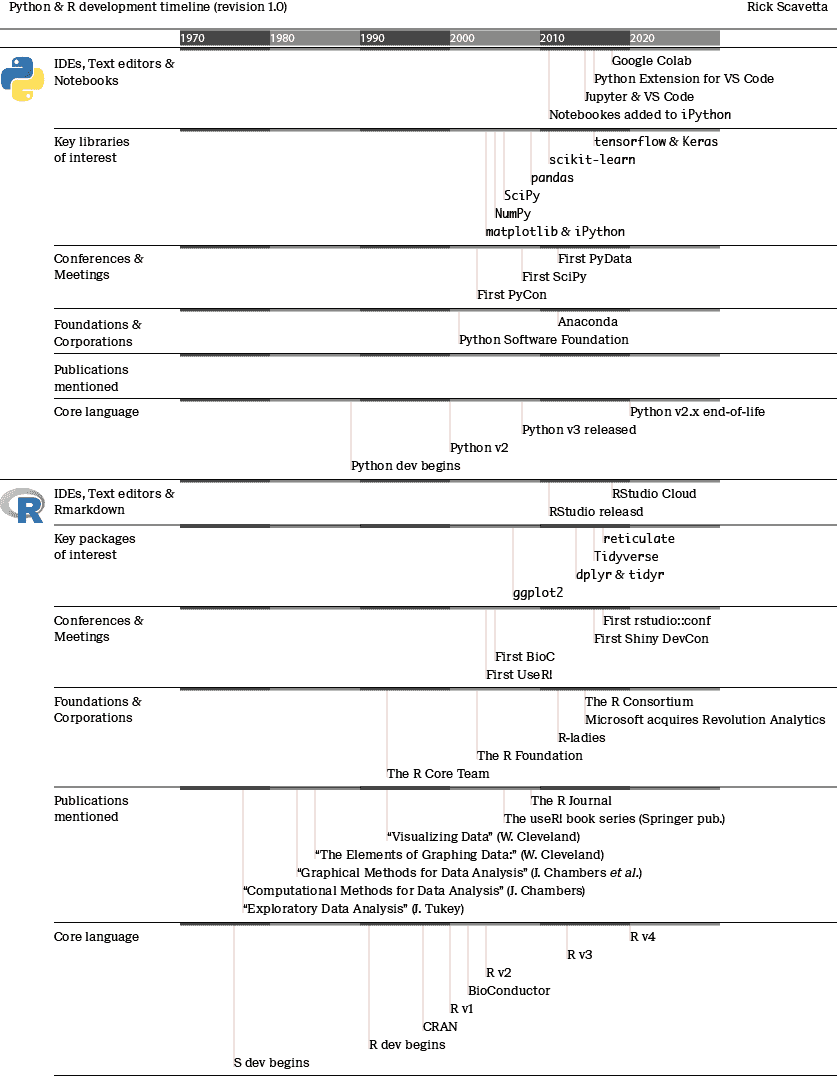 Python & R development timeline (revision 1.0)
Rick Scavetta
1970 1980 1990 2000 2010 2020
IDEs, Text editors &
Notebooks
Google Colab
Python Extension for VS Code
Jupyter & VS Code
Notebookes added to iPython
Key libraries
of interest
tensorflow & Keras
scikit-learn
pandas
SciPy
NumPy
matplotlib & iPython
Conferences &
Meetings
First PyData
First SciPy
First PyCon
Foundations &
Corporations
Anaconda
Python Software Foundation
Publications
mentioned
Core language
Python v2.x end-of-life
Python v3 released
Python v2
Python dev begins
R
IDEs, Text editors &
Rmarkdown
RStudio Cloud
RStudio releasd
Key packages
of interest
reticulate
Tidyverse
dplyr & tidyr
ggplot2
Conferences &
Meetings
First rstudio::conf
First Shiny DevCon
First BioC
First UseR!
Foundations &
Corporations
The R Consortium
Microsoft acquires Revolution Analytics
R-ladies
The R Foundation
The R Core Team
Publications
mentioned
The R Journal
The useR! book series (Springer pub.)
“Visualizing Data” (W. Cleveland)
“The Elements of Graphing Data:” (W. Cleveland)
“Graphical Methods for Data Analysis” (J. Chambers et al.)
“Computational Methods for Data Analysis” (J. Chambers)
“Exploratory Data Analysis” (J. Tukey)
Core language
R v4
R v3
R v2
BioConductor
R v1
CRAN
R dev begins
S dev begins